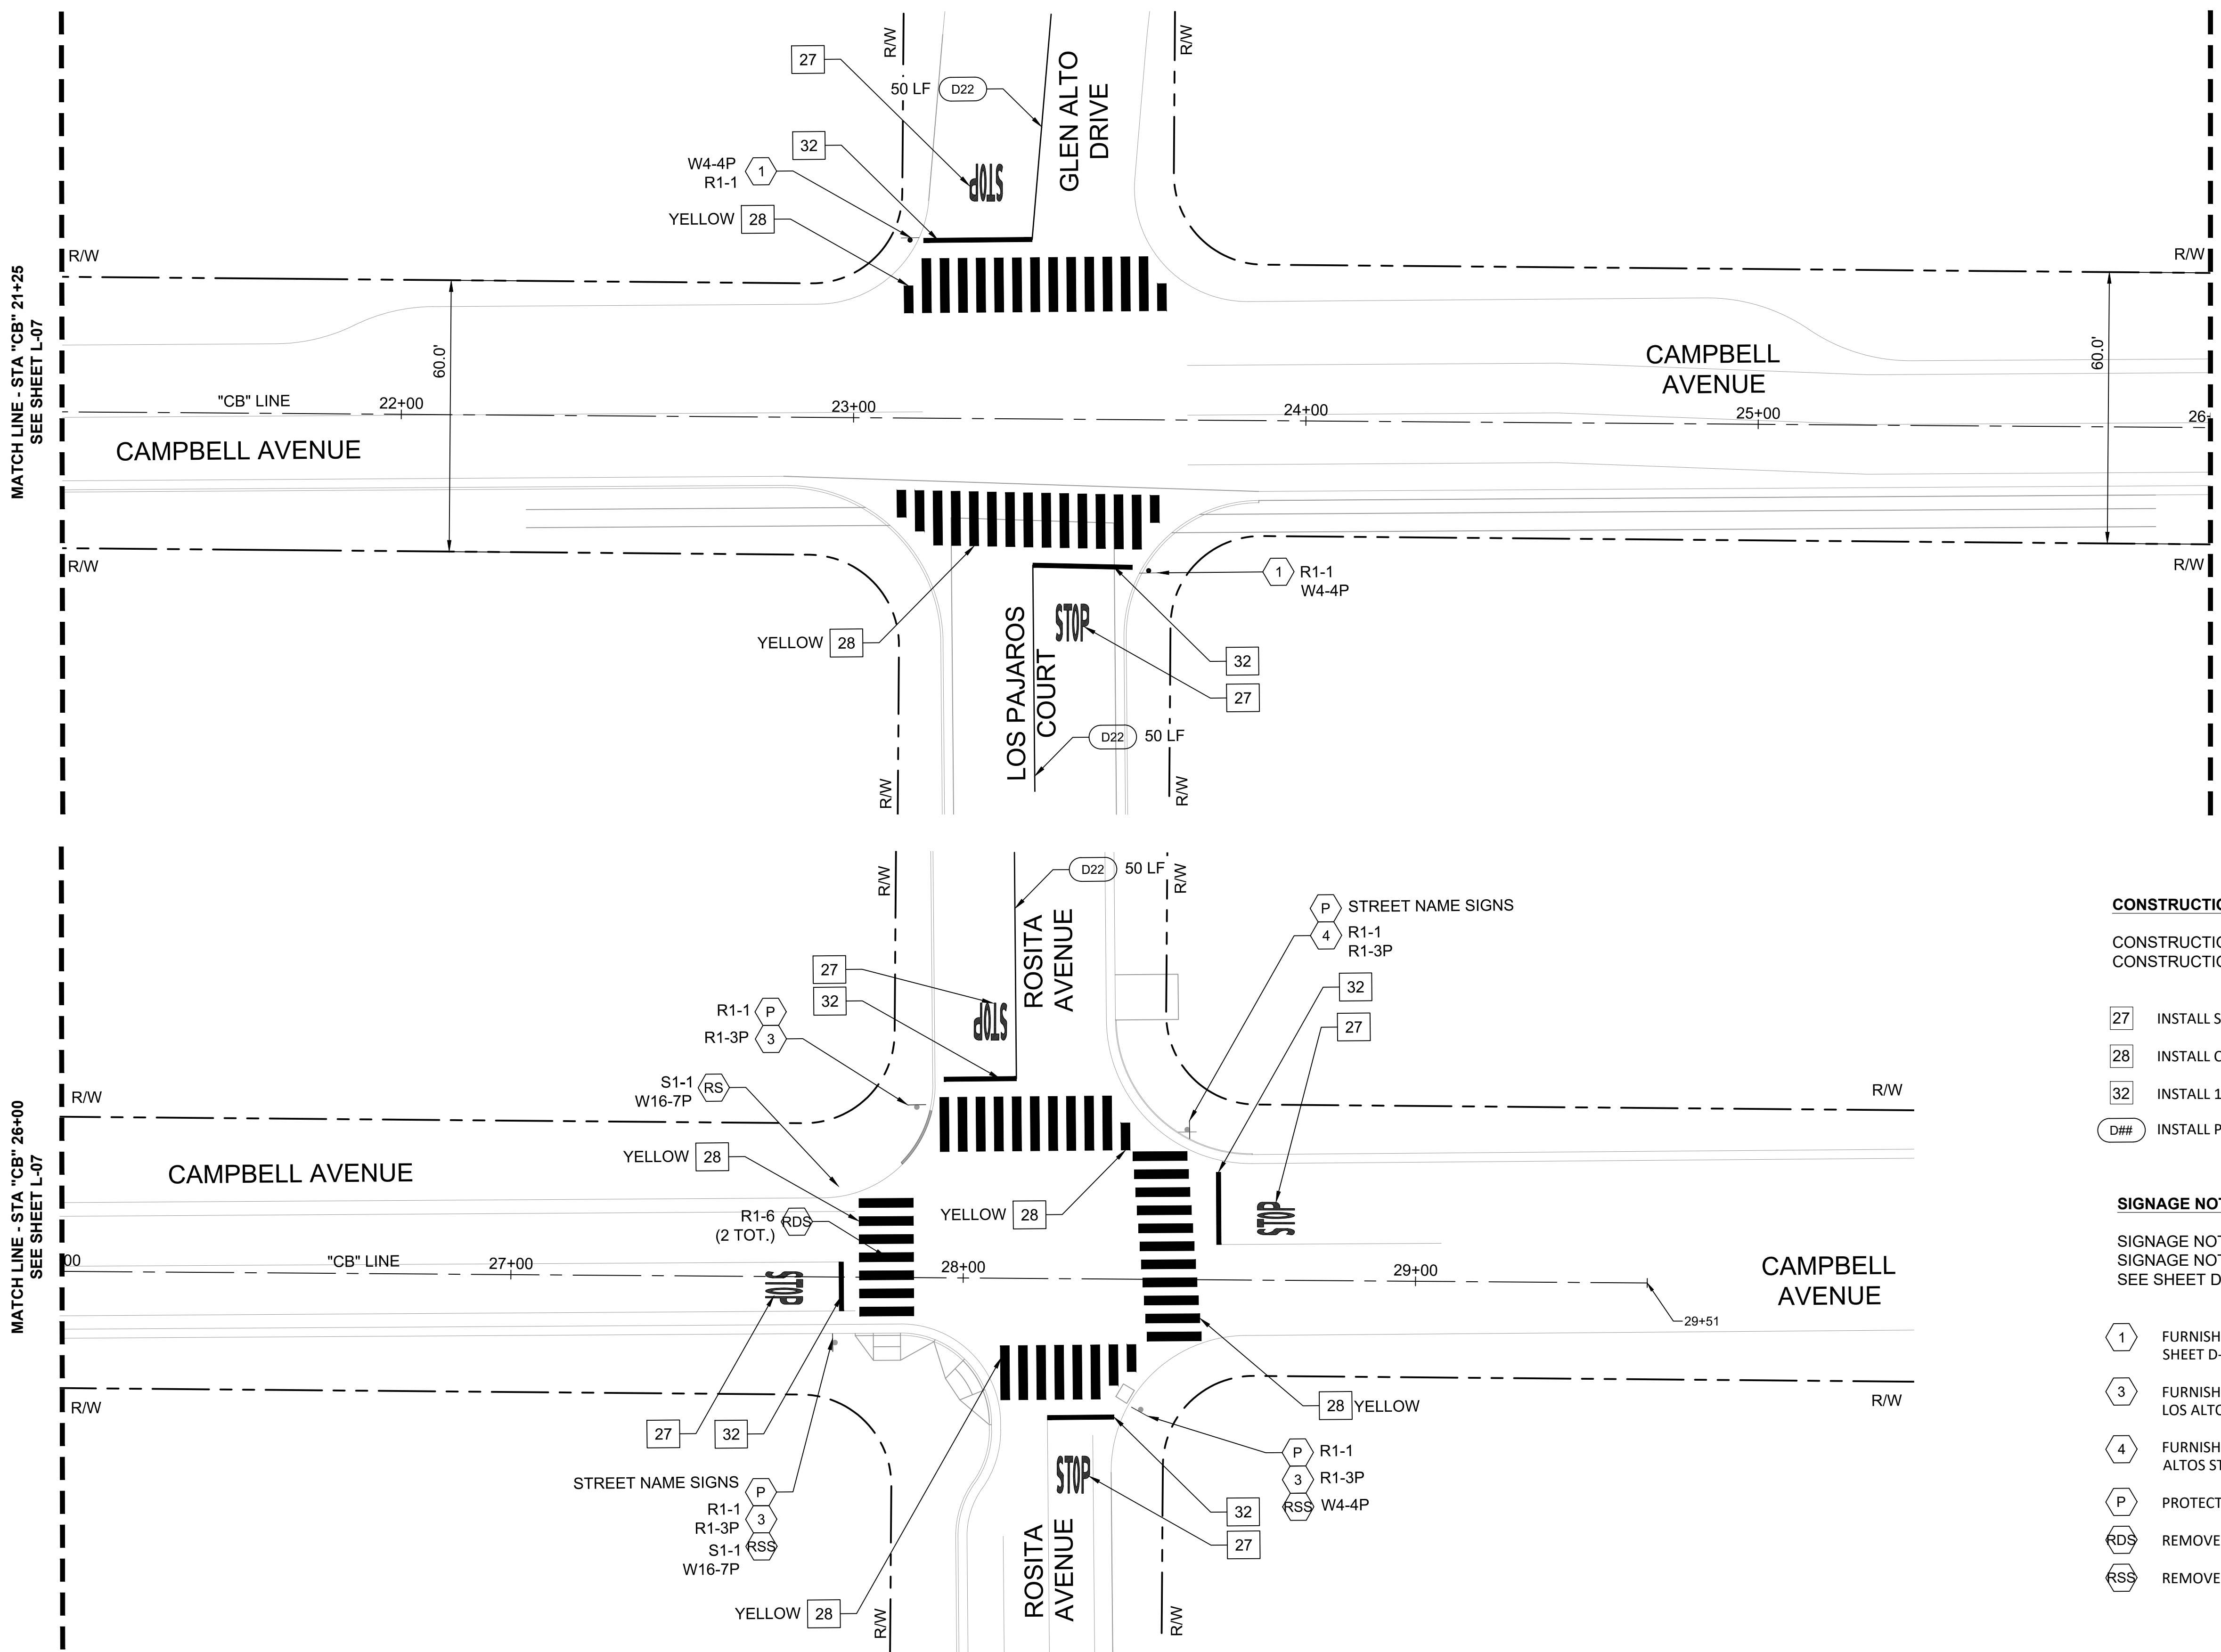 MATCH LINE - STA "CB" 21+25
SEE SHEET L-07
R/W
R/W
27
50 LF
D22
GLEN ALTO
DRIVE
32
W4-4P
R1-1
1
STOP
YELLOW
28
R/W
R/W
60.0'
60.0'
CAMPBELL
AVENUE
"CB" LINE
22+00
23+00
24+00
25+00
26-
CAMPBELL AVENUE
R/W
R/W
1
R1-1
W4-4P
STOP
YELLOW
28
32
27
LOS PAJAROS
COURT
D22
50 LF
R/W
R/W
MATCH LINE - STA "CB" 26+00
SEE SHEET L-07
R/W
R/W
D22
50 LF
ROSITA
AVENUE
P
STREET NAME SIGNS
4
R1-1
R1-3P
27
32
STOP
R1-1
P
R1-3P
3
32
27
S1-1
W16-7P
RS
R/W
R/W
YELLOW
28
CAMPBELL AVENUE
YELLOW
28
STOP
R1-6
(2 TOT.)
RDS
00
"CB" LINE
27+00
28+00
29+00
29+51
CAMPBELL
AVENUE
STOP
R/W
R/W
27
32
28
YELLOW
STREET NAME SIGNS
P
R1-1
R1-3P
3
S1-1
W16-7P
RSS
P
R1-1
3
R1-3P
RSS
W4-4P
STOP
32
27
ROSITA
AVENUE
YELLOW
28
R/W
R/W
CONSTRUCTIO
CONSTRUCTIO
CONSTRUCTIO
27
INSTALL S
28
INSTALL C
32
INSTALL 1
D##
INSTALL P
SIGNAGE NOT
SIGNAGE NOT
SIGNAGE NOT
SEE SHEET D
1
FURNISH
SHEET D-
3
FURNISH
LOS ALTO
4
FURNISH
ALTOS ST
P
PROTECT
RDS
REMOVE
RSS
REMOVE